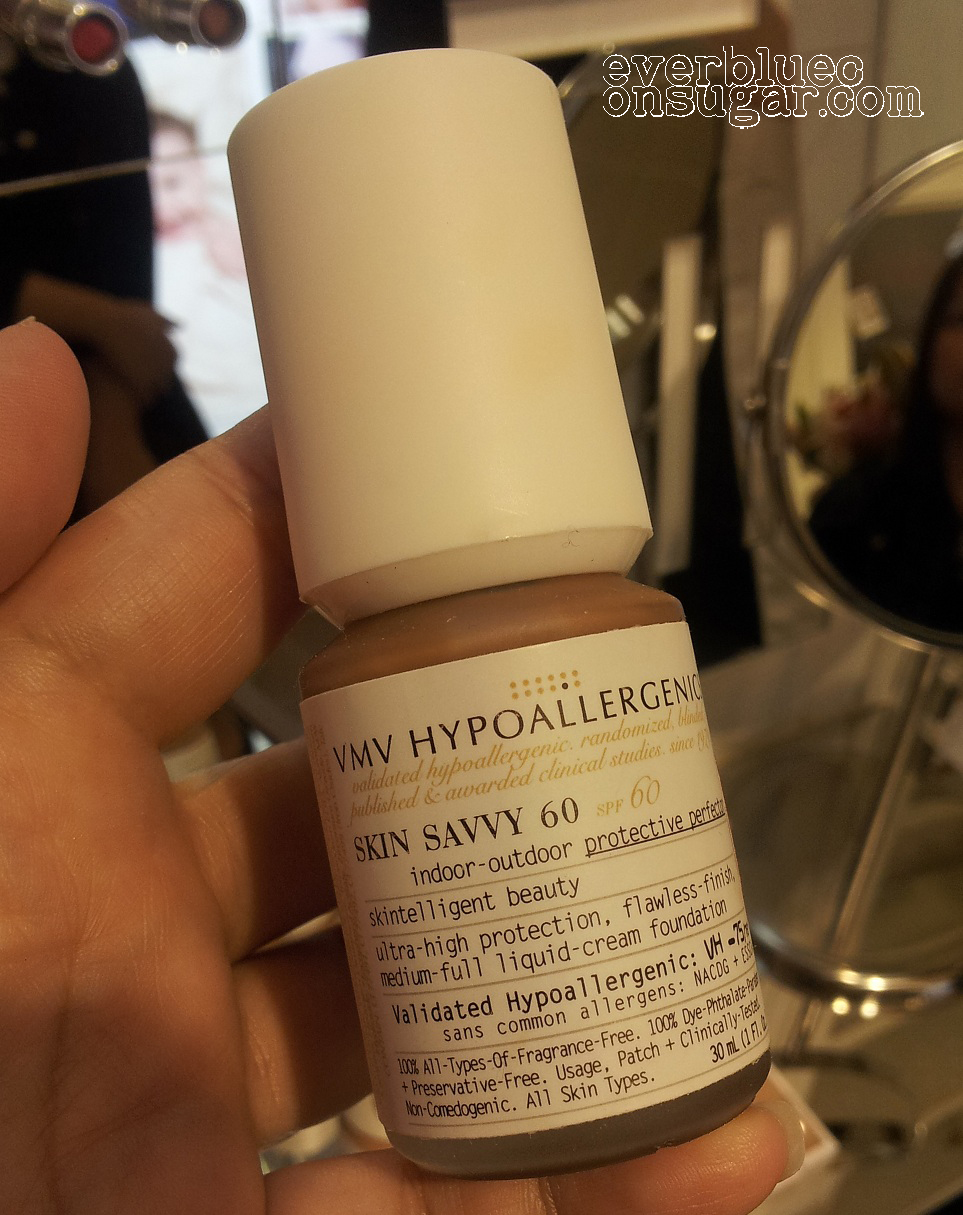 everbluec
onsugar.com
VMV HYPOALLERGENIC
validated hypoallergenic. randomized,
published & awarded clinical studies. since
SKIN SAVVY 60 SPF 60
indoor-outdoor protective
skintelligent beauty
ultra-high protection, flawless-finish,
medium-full liquid-cream foundation
Validated Hypoallergenic: VH
sans common allergens: NACDG +
100% All-Types-Of-Fragrance-Free. 100% Dye-Phthalate-
+ Preservative-Free. Usage, Patch + Clinically-Tested.
Non-Comedogenic. All Skin Types.
30 mL (1 Fl.